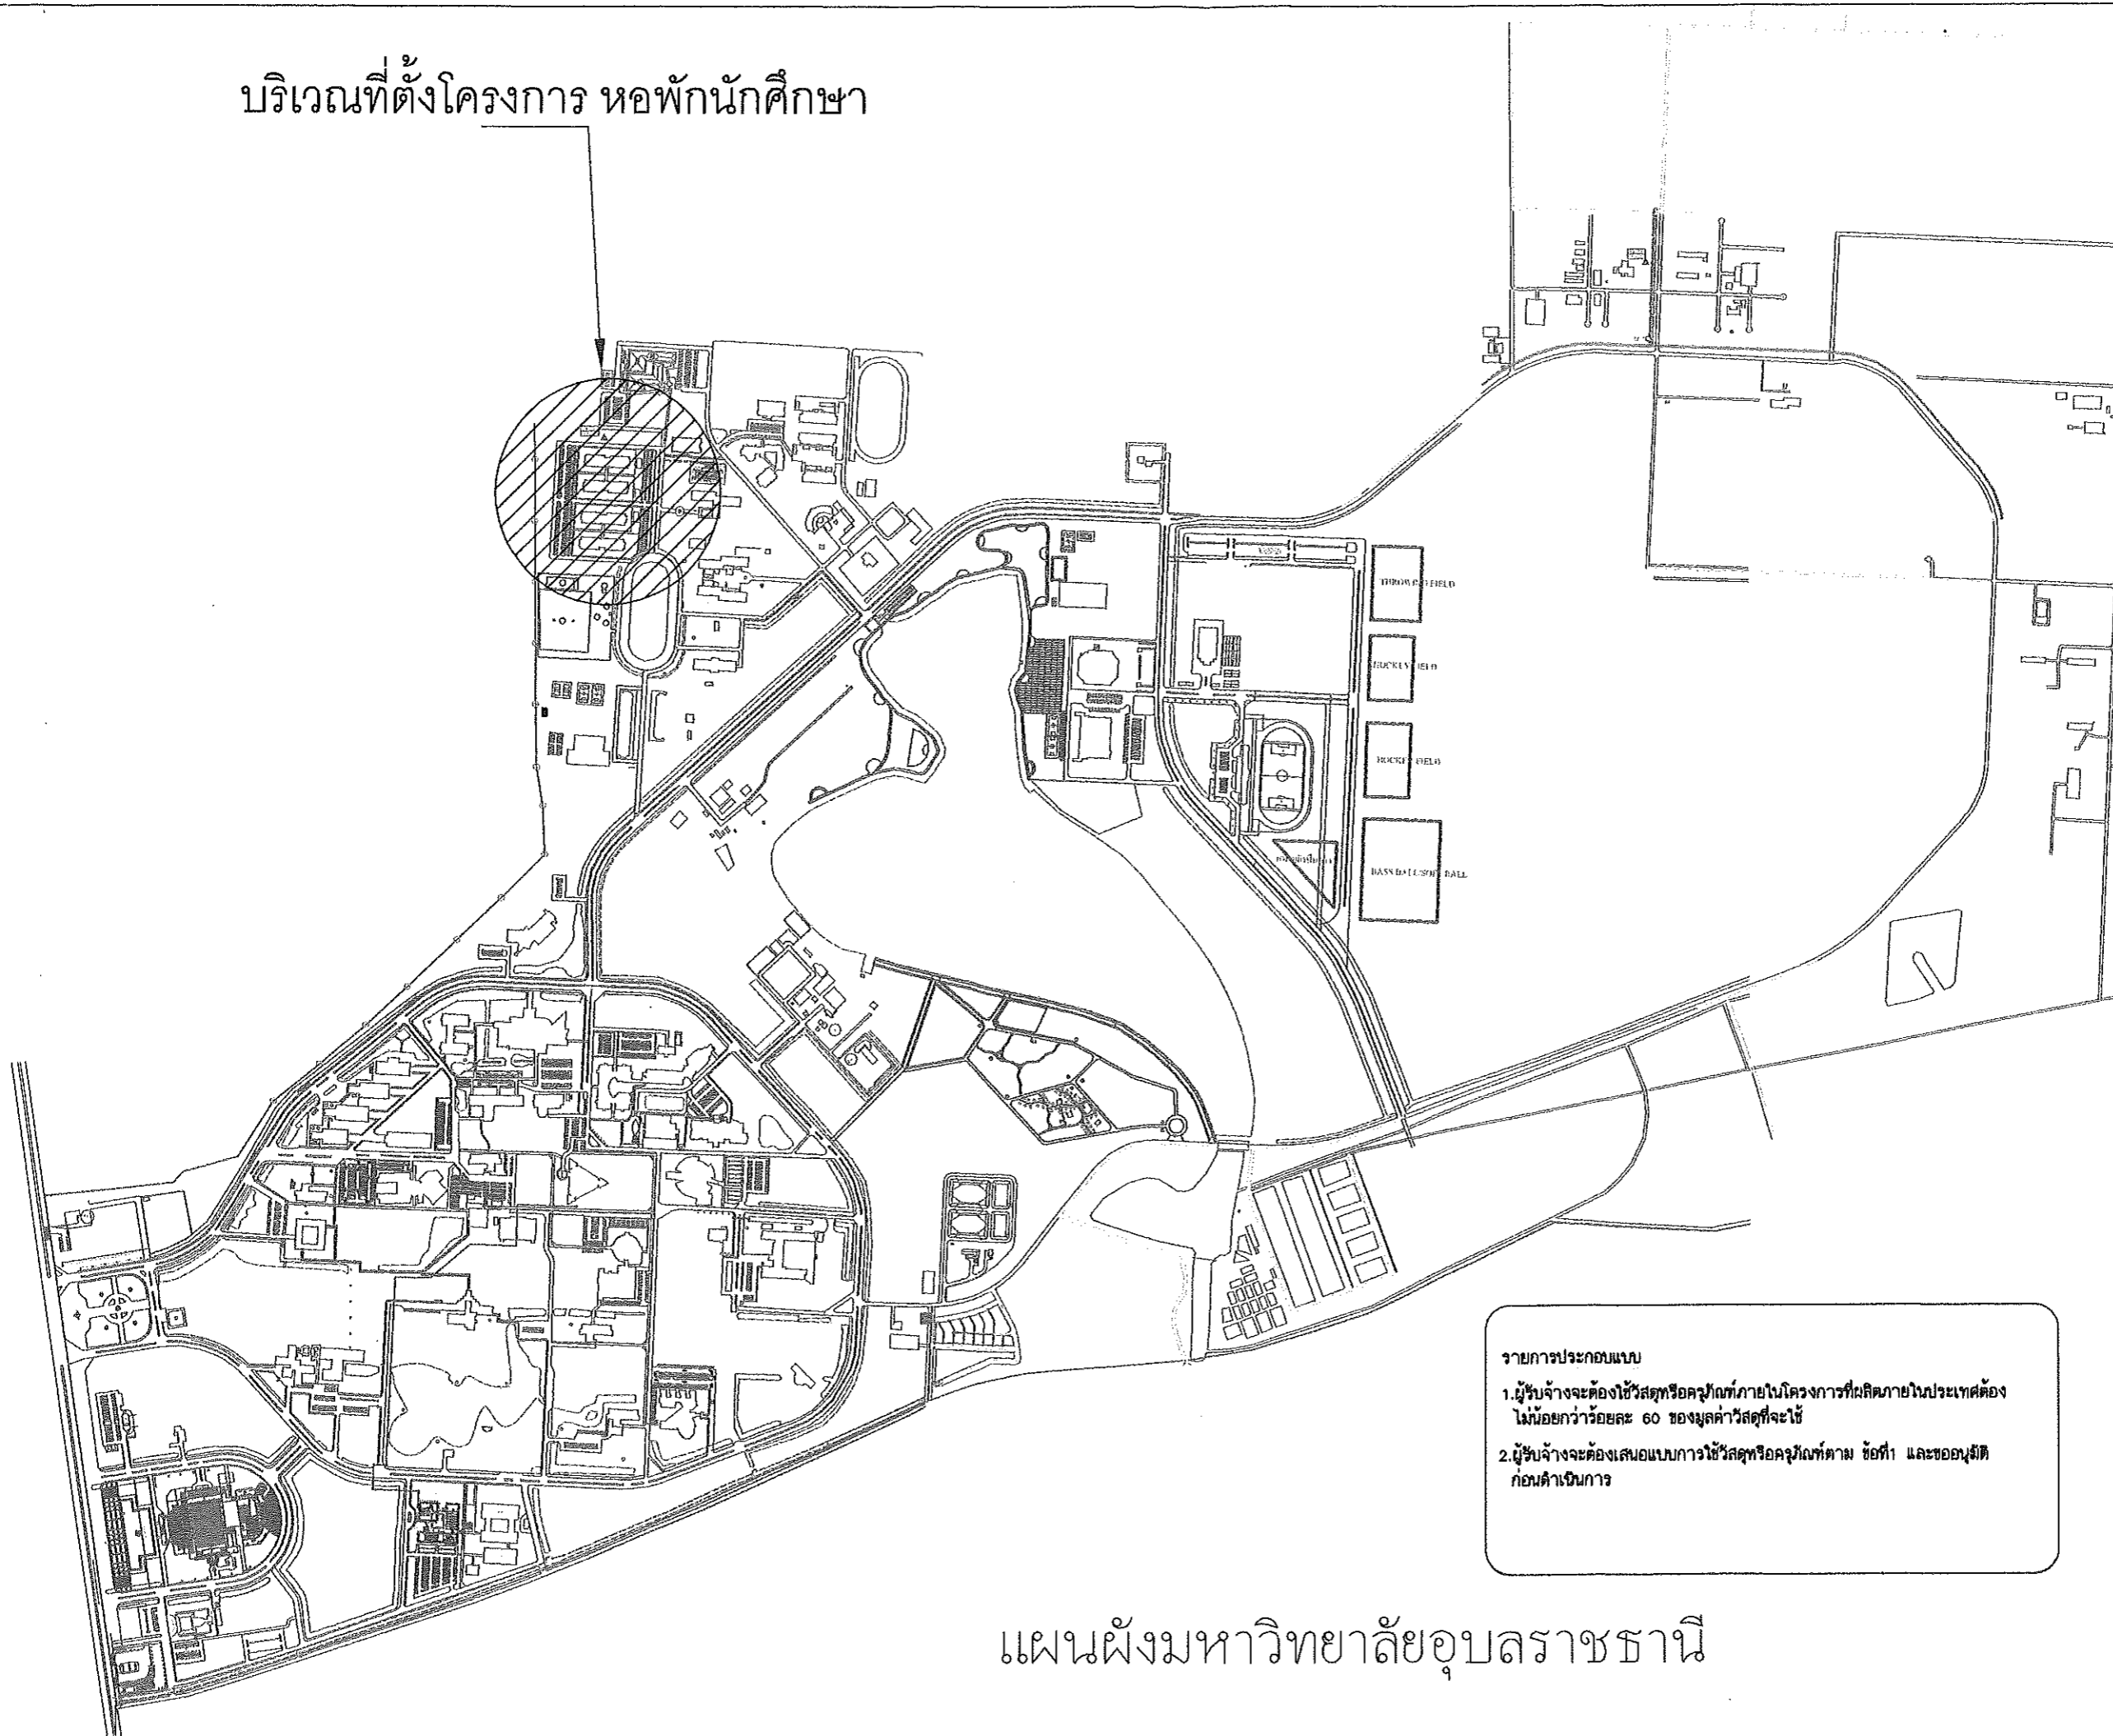 บริเวณที่ตั้งโครงการ หอพักนักศึกษา
THROWING FIELD
HOCKEY FIELD
HOCKEY FIELD
BASEBALL/SOFT BALL
รายการประกอบแบบ
1.ผู้รับจ้างจะต้องใช้วัสดุหรือครุภัณฑ์ภายในโครงการที่ผลิตภายในประเทศต้อง
ไม่น้อยกว่าร้อยละ 60 ของมูลค่าวัสดุที่จะใช้
2.ผู้รับจ้างจะต้องเสนอแบบการใช้วัสดุหรือครุภัณฑ์ตาม ข้อที่1 และขออนุมัติ
ก่อนดำเนินการ
แผนผังมหาวิทยาลัยอุบลราชธานี